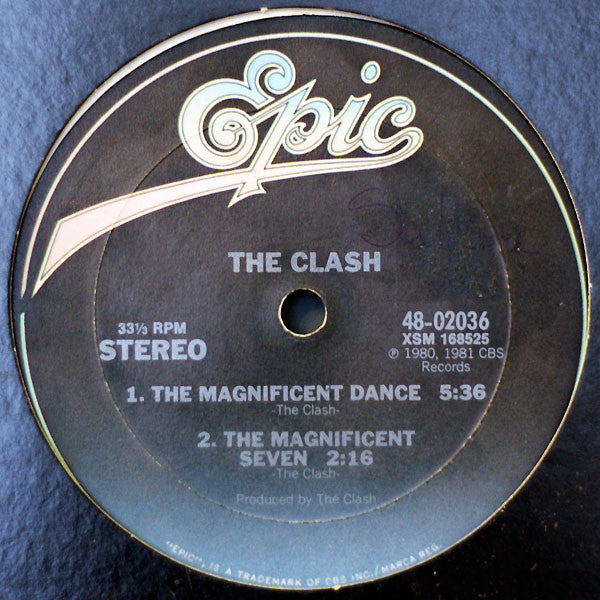 Epic
THE CLASH
33⅓ RPM
STEREO
48-02036
XSM 168525
℗ 1980, 1981 CBS
Records
1. THE MAGNIFICENT DANCE 5:36
-The Clash-
2. THE MAGNIFICENT
SEVEN 2:16
-The Clash-
Produced by The Clash
"EPIC", IS A TRADEMARK OF CBS INC./MARCA REG.